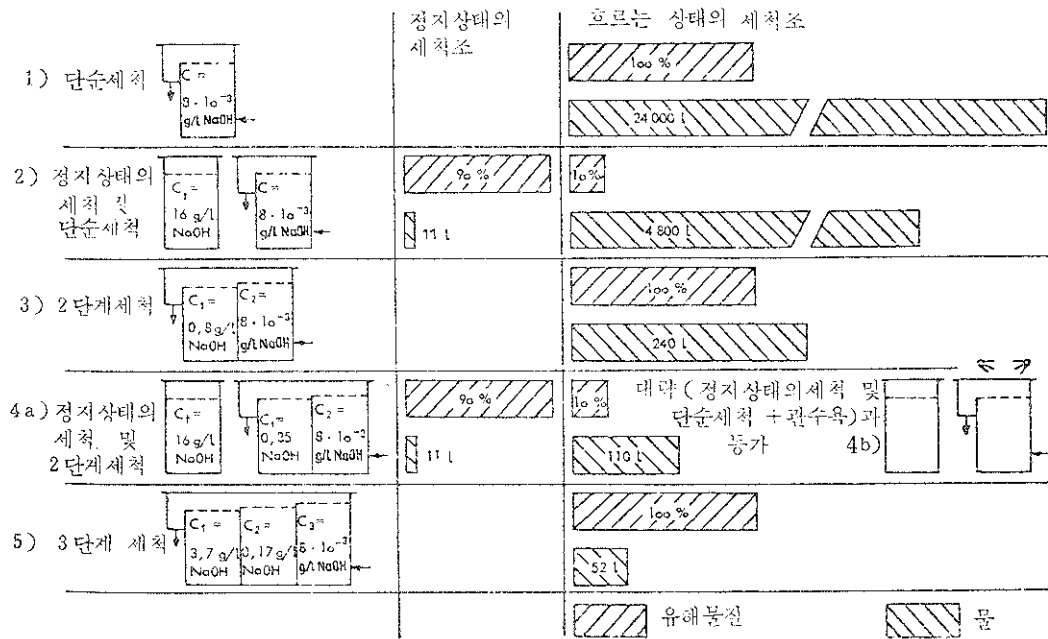 정지상태의
세척조
흐르는 상태의 세척조
1) 단순세척
C =
8 · 10⁻³
g/l NaOH
100 %
24 000 l
2) 정지상태의
세척 및
단순세척
C₁ =
16 g/l
NaOH
C =
8 · 10⁻³
g/l NaOH
90 %
11 l
10 %
4 800 l
3) 2단계세척
C₁ =
0,8 g/l
NaOH
C₂ =
8 · 10⁻³
g/l NaOH
100 %
240 l
4a) 정지상태의
세척 및
2단계세척
C₁ =
16 g/l
NaOH
C₁ =
0,25
NaOH
C₂ =
8 · 10⁻³
g/l NaOH
90 %
11 l
10 %
110 l
대략 (정지상태의세척 및
단순세척 + 관수욕)과
등가 4b)
5) 3단계 세척
C₁ =
3,7 g/l
NaOH
C₂ =
0,17 g/l
NaOH
C₃ =
8 · 10⁻³
g/l NaOH
100 %
52 l
유해물질
물